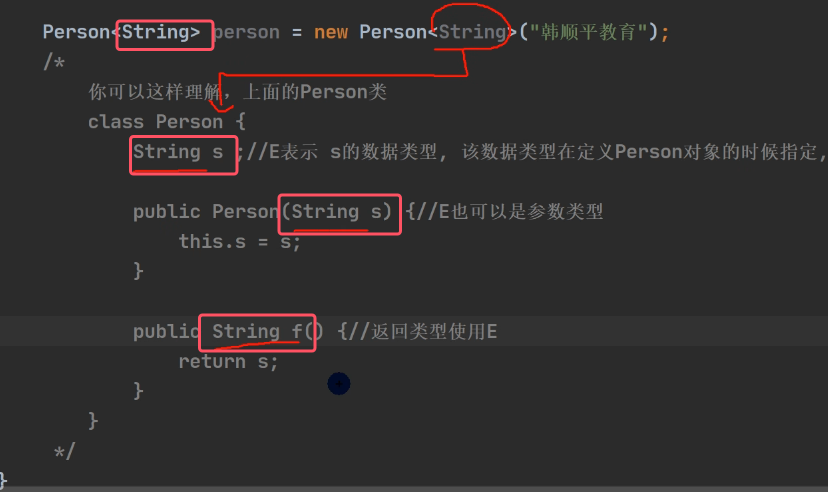 Person<String> person = new Person<String>("韩顺平教育");
/*
你可以这样理解，上面的Person类
class Person {
String s ;//E表示 s的数据类型, 该数据类型在定义Person对象的时候指定,
public Person(String s) {//E也可以是参数类型
this.s = s;
}
public String f() {//返回类型使用E
return s;
}
}
*/
}